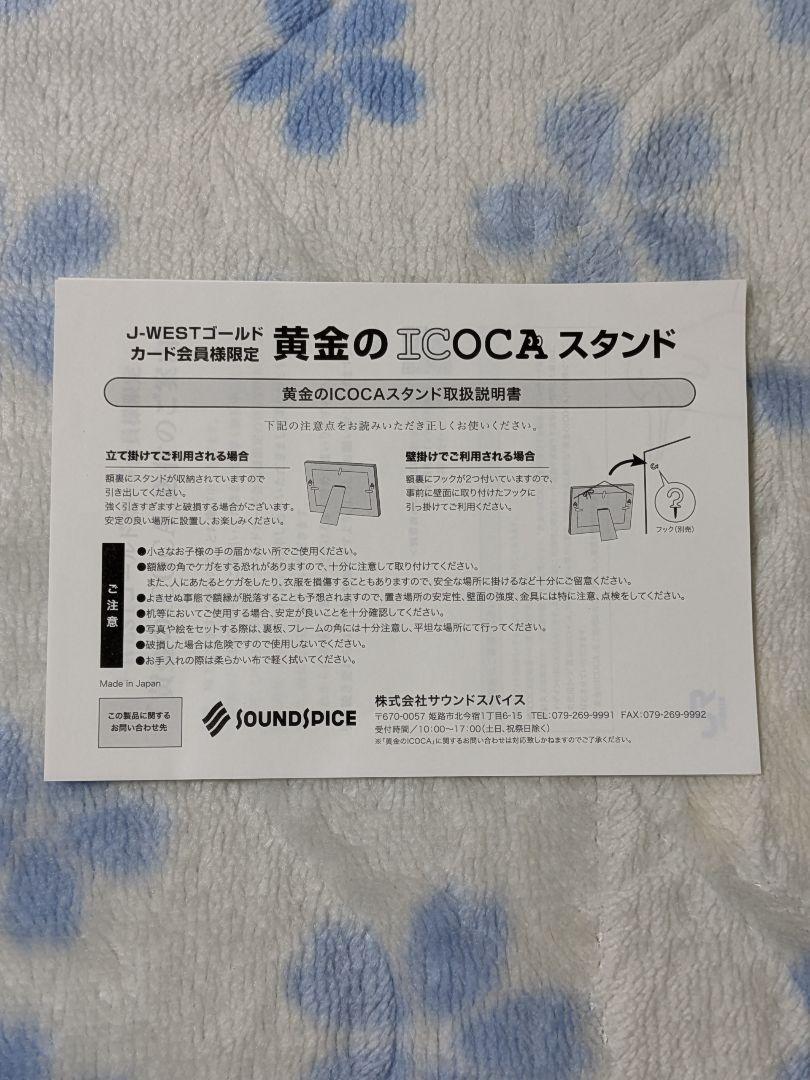 J-WESTゴールド
カード会員様限定
黄金のICOCAスタンド
黄金のICOCAスタンド取扱説明書
下記の注意点をお読みいただき正しくお使いください。
立て掛けてご利用される場合
額裏にスタンドが収納されていますので
引き出してください。
強く引きすぎますと破損する場合がございます。
安定の良い場所に設置し、お楽しみください。
壁掛けでご利用される場合
額裏にフックが2つ付いていますので、
事前に壁面に取り付けたフックに
引っ掛けてご利用ください。
フック(別売)
ご注意
●小さなお子様の手の届かない所でご使用ください。
●額縁の角でケガをする恐れがありますので、十分に注意して取り付けてください。
また、人にあたるとケガをしたり、衣服を損傷することもありますので、安全な場所に掛けるなど十分にご留意ください。
●よきせぬ事態で額縁が脱落することも予想されますので、置き場所の安定性、壁面の強度、金具には特に注意、点検をしてください。
●机等においてご使用する場合、安定が良いことを十分確認してください。
●写真や絵をセットする際は、裏板、フレームの角には十分注意し、平坦な場所にて行ってください。
●破損した場合は危険ですので使用しないでください。
●お手入れの際は柔らかい布で軽く拭いてください。
Made in Japan
この製品に関する
お問い合わせ先
SOUNDSPICE
株式会社サウンドスパイス
〒670-0057 姫路市北今宿1丁目6-15 TEL:079-269-9991 FAX:079-269-9992
受付時間／10:00〜17:00(土日、祝祭日除く)
※「黄金のICOCA」に関するお問い合わせは対応致しかねますのでご了承ください。